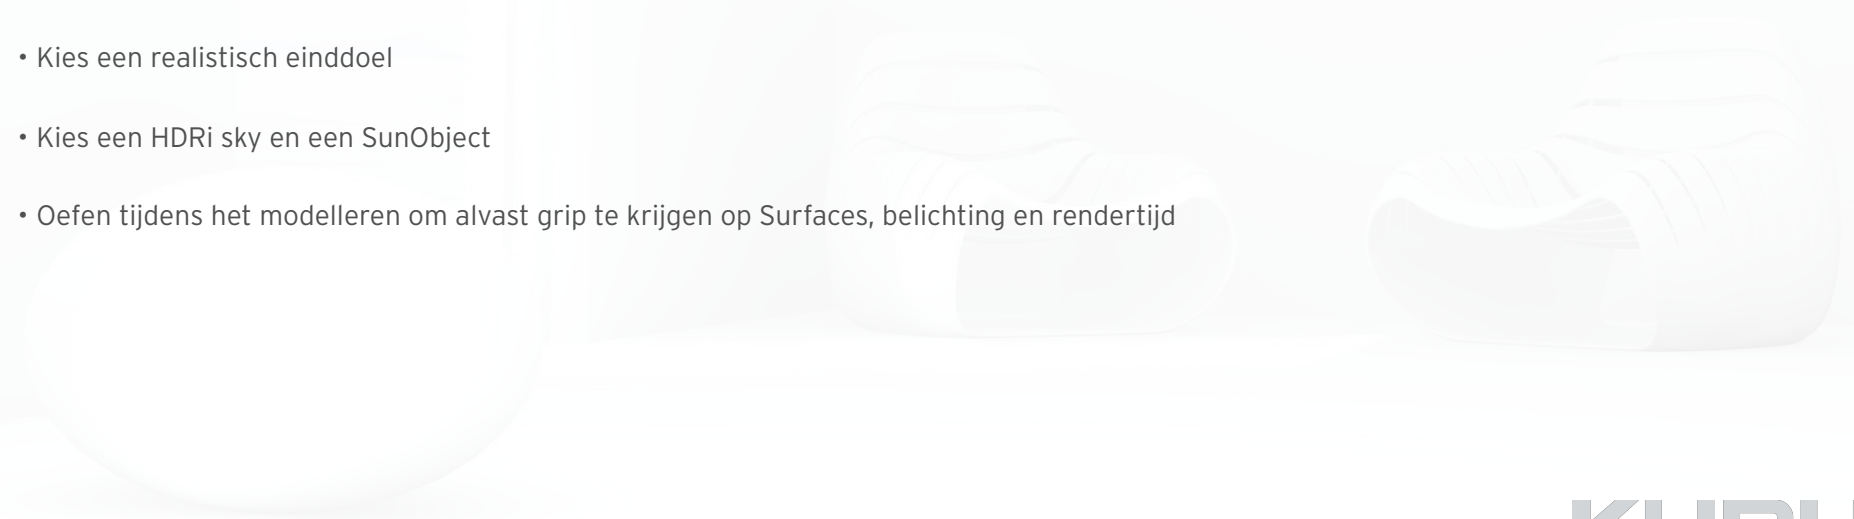 • Kies een realistisch einddoel
• Kies een HDRi sky en een SunObject
• Oefen tijdens het modelleren om alvast grip te krijgen op Surfaces, belichting en rendertijd